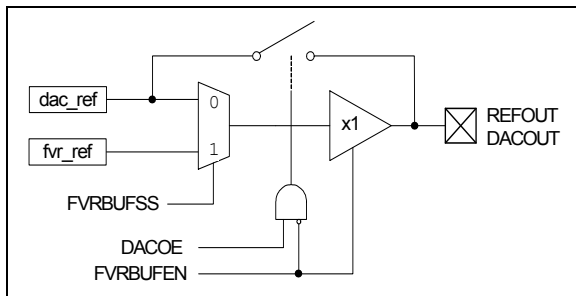 dac_ref
0
x1
REFOUT
DACOUT
fvr_ref
1
FVRBUFSS
DACOE
FVRBUFEN